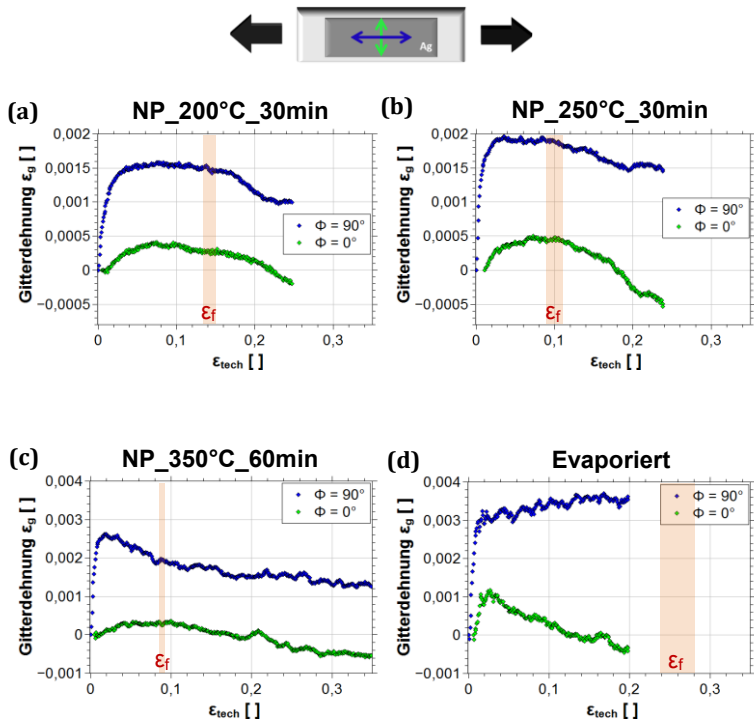 Ag
(a) NP_200°C_30min
0,002
0,0015
0,001
0,0005
0
−0,0005
Gitterdehnung εg [ ]
Φ = 90°
Φ = 0°
εf
0 0,1 0,2 0,3
εtech [ ]
(b) NP_250°C_30min
0,002
0,0015
0,001
0,0005
0
−0,0005
Gitterdehnung εg [ ]
Φ = 90°
Φ = 0°
εf
0 0,1 0,2 0,3
εtech [ ]
(c) NP_350°C_60min
0,004
0,003
0,002
0,001
0
−0,001
Gitterdehnung εg [ ]
Φ = 90°
Φ = 0°
εf
0 0,1 0,2 0,3
εtech [ ]
(d) Evaporiert
0,004
0,003
0,002
0,001
0
−0,001
Gitterdehnung εg [ ]
Φ = 90°
Φ = 0°
εf
0 0,1 0,2 0,3
εtech [ ]